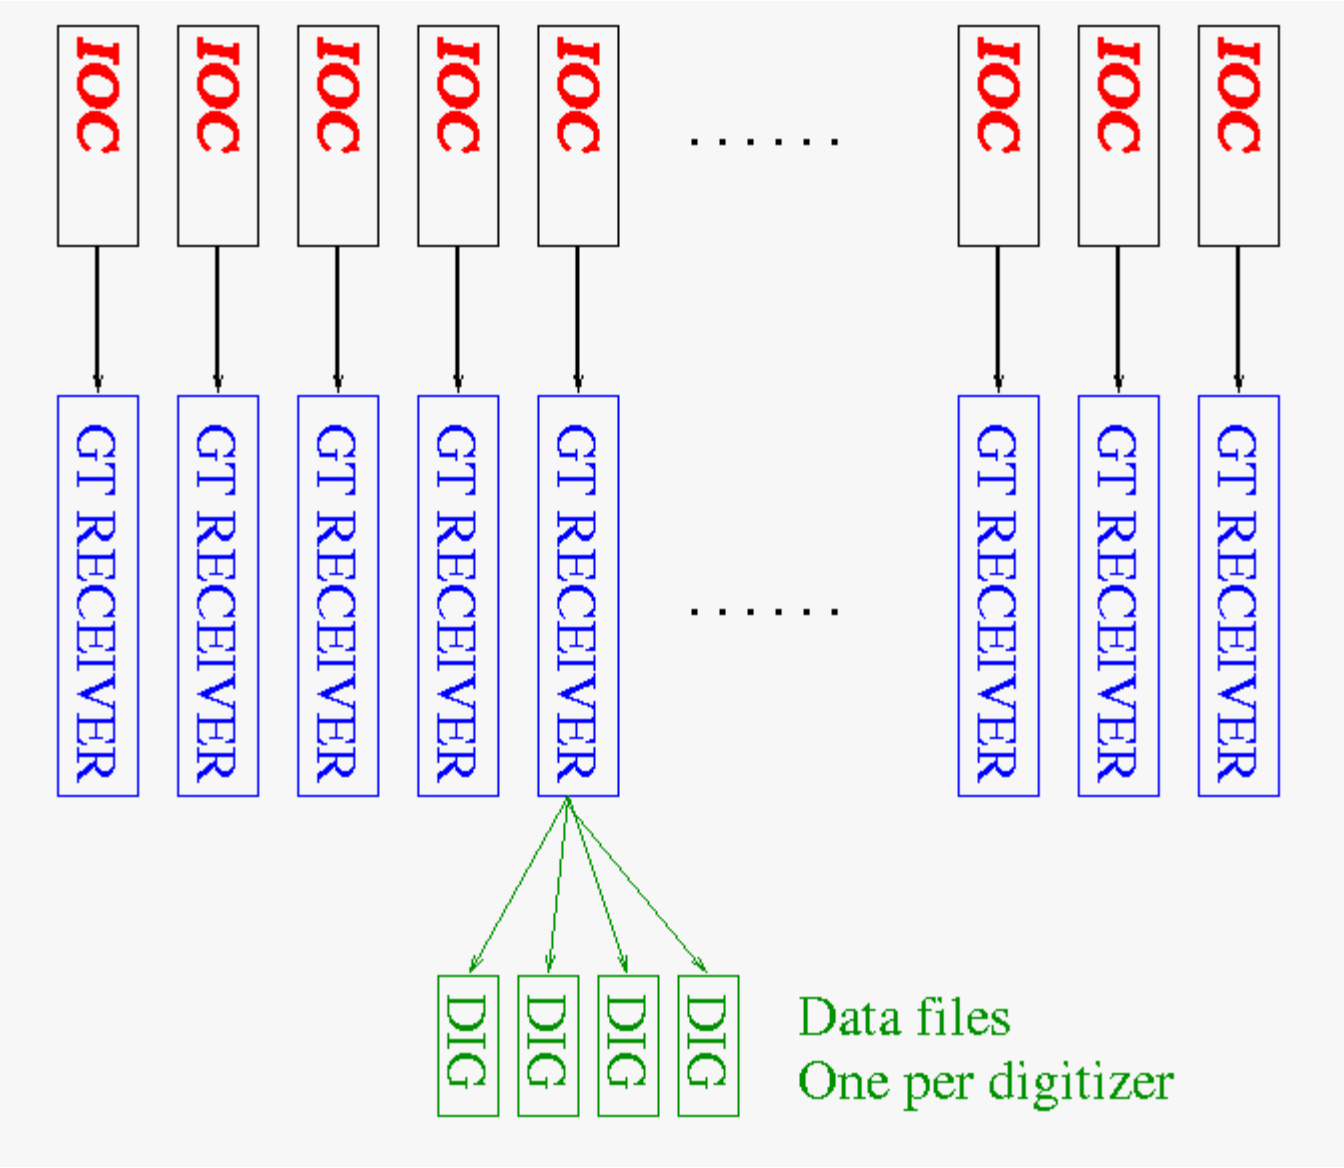 IOC
IOC
IOC
IOC
IOC
......
IOC
IOC
IOC
GT RECEIVER
GT RECEIVER
GT RECEIVER
GT RECEIVER
GT RECEIVER
......
GT RECEIVER
GT RECEIVER
GT RECEIVER
DIG
DIG
DIG
DIG
Data files
One per digitizer